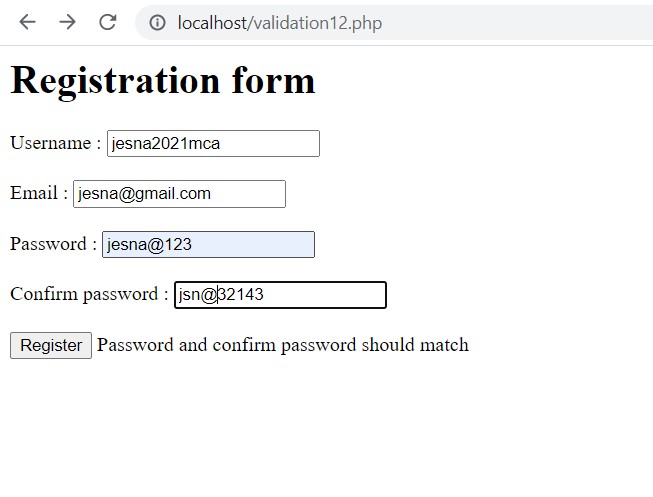 localhost/validation12.php
Registration form
Username : jesna2021mca
Email : jesna@gmail.com
Password : jesna@123
Confirm password : jsn@32143
Register Password and confirm password should match